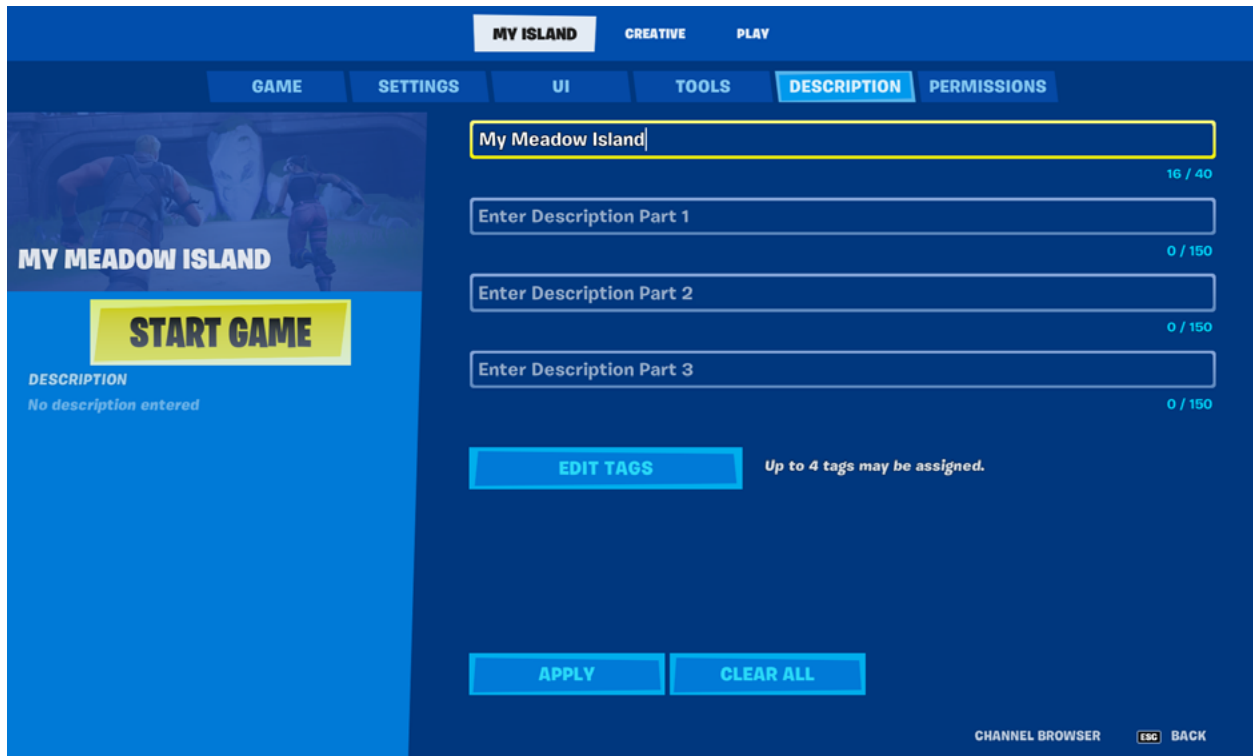 MY ISLAND CREATIVE PLAY
GAME SETTINGS UI TOOLS DESCRIPTION PERMISSIONS
MY MEADOW ISLAND
START GAME
DESCRIPTION
No description entered
My Meadow Island
16 / 40
Enter Description Part 1
0 / 150
Enter Description Part 2
0 / 150
Enter Description Part 3
0 / 150
EDIT TAGS Up to 4 tags may be assigned.
APPLY CLEAR ALL
CHANNEL BROWSER ESC BACK